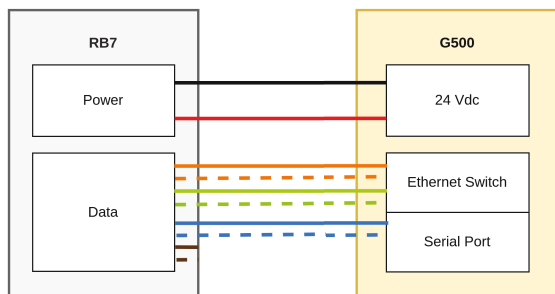 RB7
G500
Power
24 Vdc
Data
Ethernet Switch
Serial Port